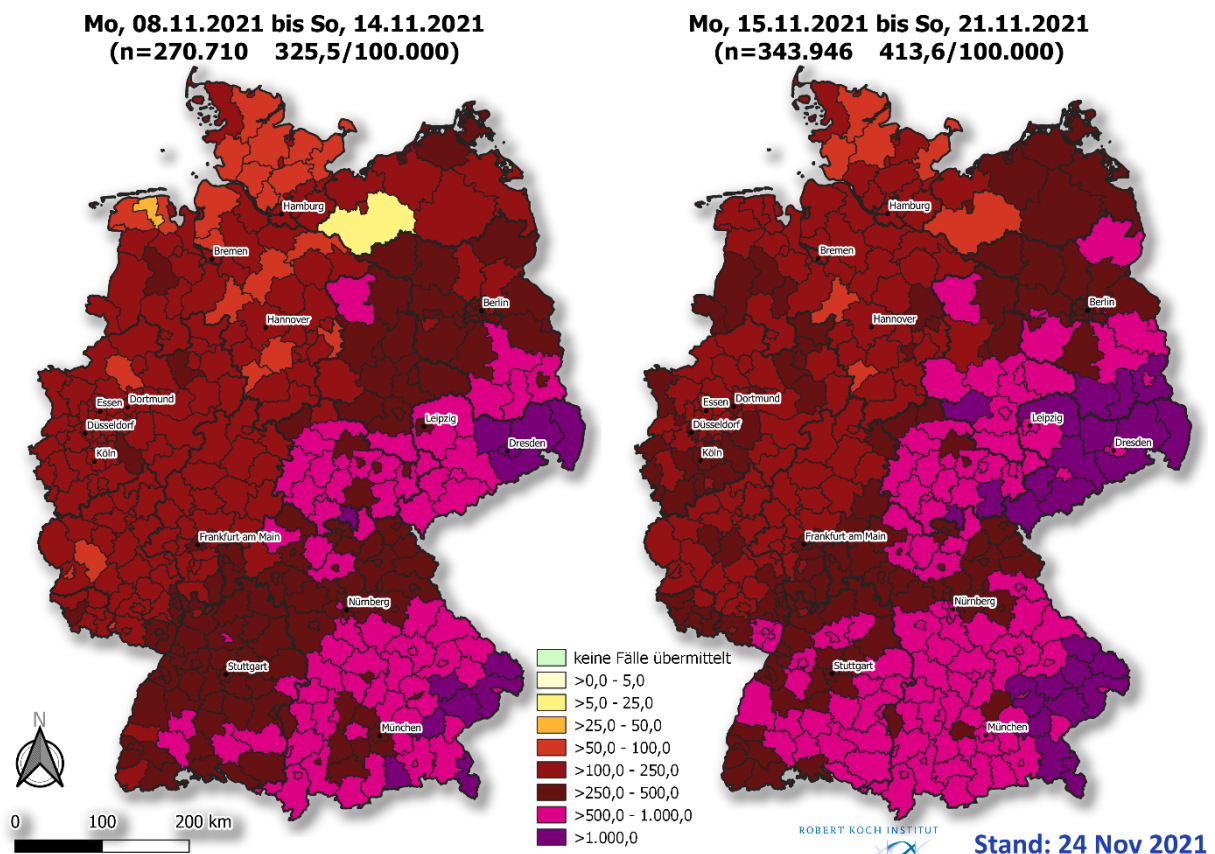 Mo, 08.11.2021 bis So, 14.11.2021
(n=270.710 325,5/100.000)
Mo, 15.11.2021 bis So, 21.11.2021
(n=343.946 413,6/100.000)
Hamburg
Bremen
Berlin
Hannover
Essen
Dortmund
Düsseldorf
Köln
Leipzig
Dresden
Frankfurt am Main
Nürnberg
Stuttgart
München
Hamburg
Bremen
Berlin
Hannover
Essen
Dortmund
Düsseldorf
Köln
Leipzig
Dresden
Frankfurt am Main
Nürnberg
Stuttgart
München
keine Fälle übermittelt
>0,0 - 5,0
>5,0 - 25,0
>25,0 - 50,0
>50,0 - 100,0
>100,0 - 250,0
>250,0 - 500,0
>500,0 - 1.000,0
>1.000,0
N
0 100 200 km
ROBERT KOCH INSTITUT
Stand: 24 Nov 2021